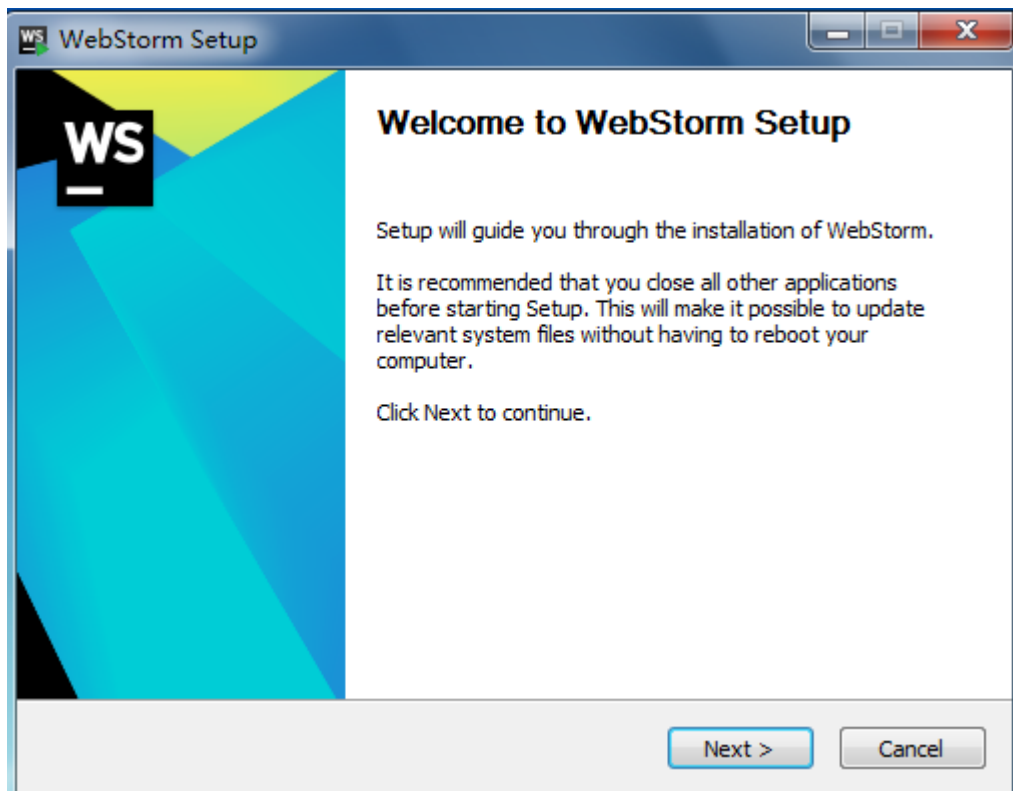 WS WebStorm Setup
WS
Welcome to WebStorm Setup
Setup will guide you through the installation of WebStorm.
It is recommended that you close all other applications
before starting Setup. This will make it possible to update
relevant system files without having to reboot your
computer.
Click Next to continue.
Next > Cancel